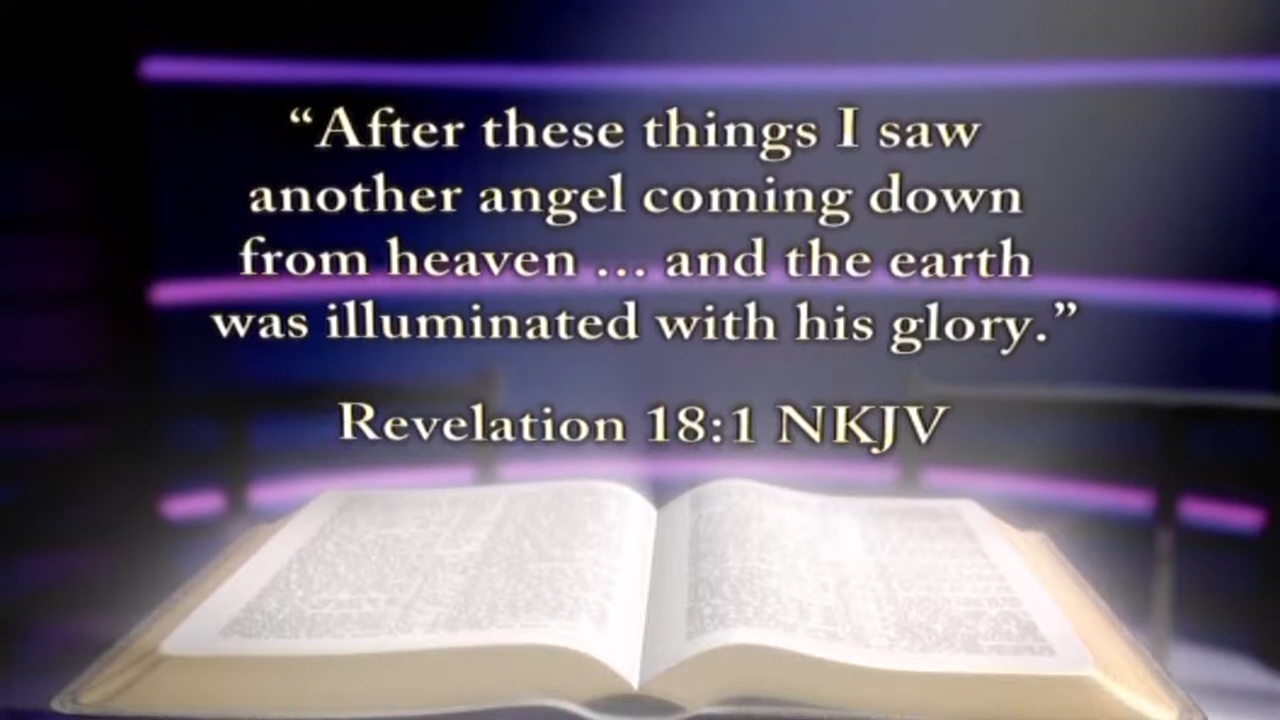 “After these things I saw
another angel coming down
from heaven ... and the earth
was illuminated with his glory.”
Revelation 18:1 NKJV